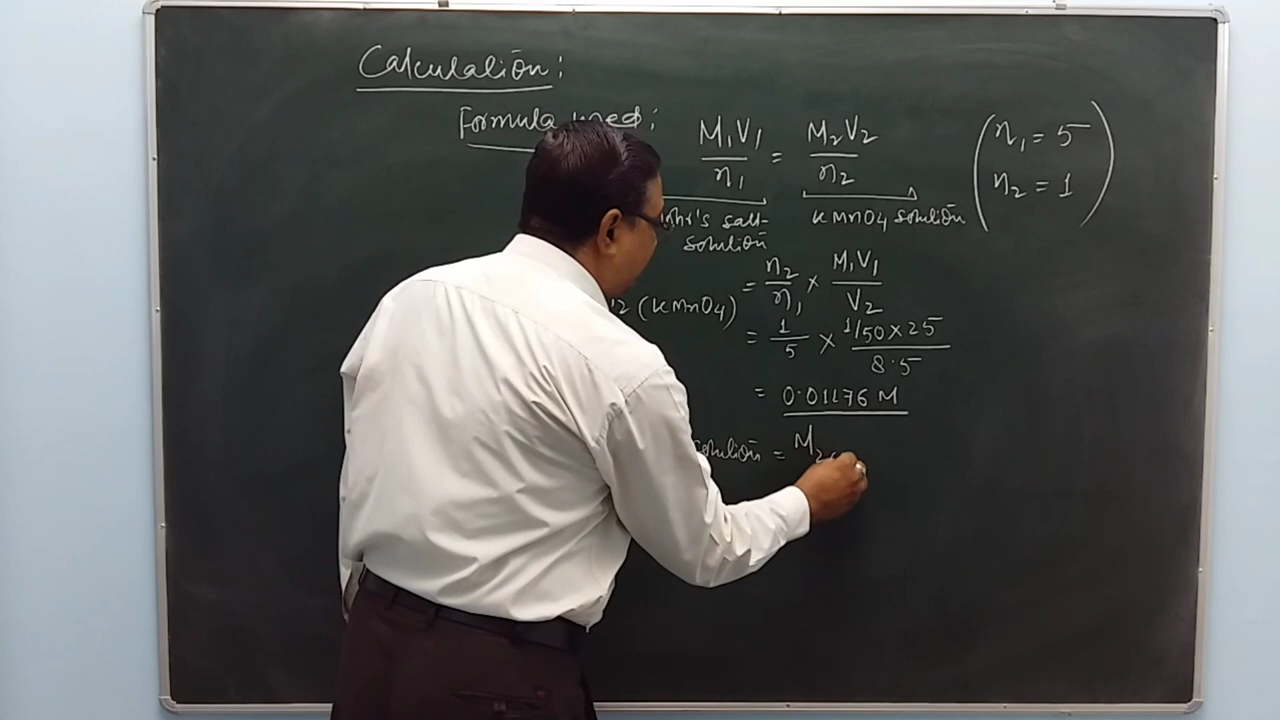 Calculation:
Formula used: M₁V₁/n₁ = M₂V₂/n₂ (n₁ = 5
n₂ = 1)
salt solution KMnO4 solution
(KMnO4) = n₂/n₁ × M₁V₁/V₂
= 1/5 × 1/50×25/8.5
= 0.01176 M
solution = M₂